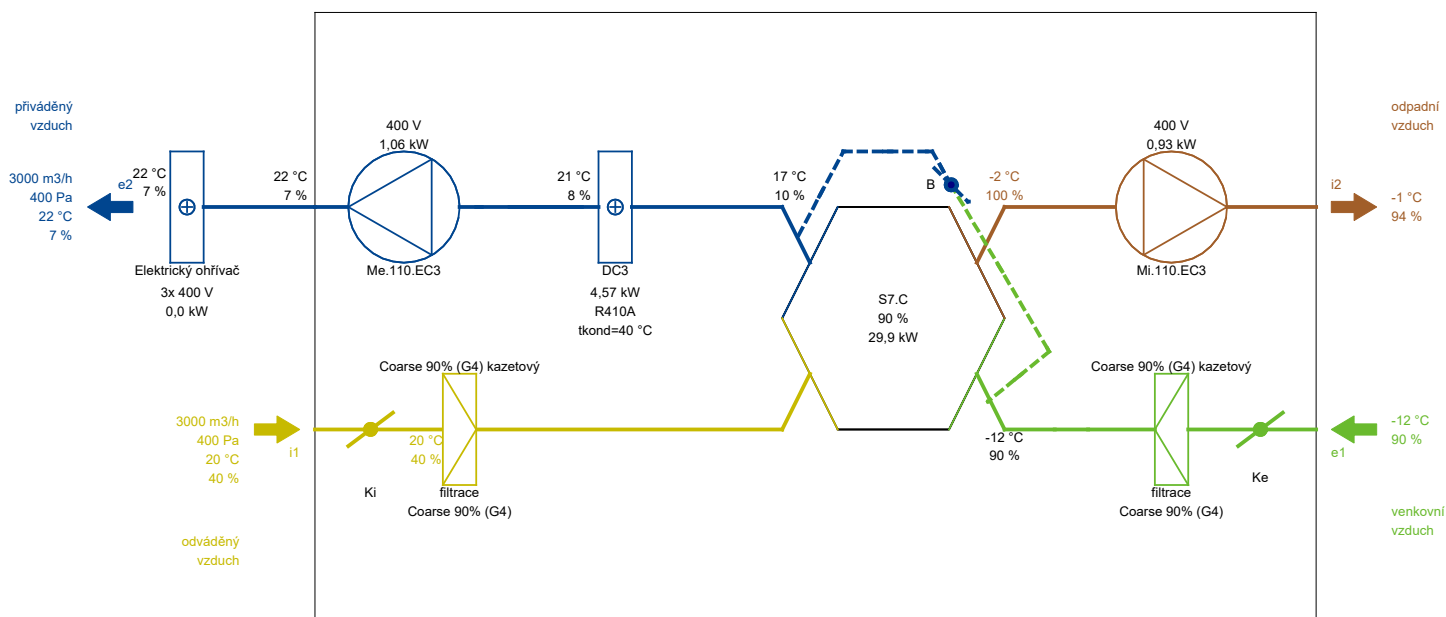 přiváděný
vzduch
3000 m3/h
400 Pa
22 °C
7 %
e2
22 °C
7 %
Elektrický ohřívač
3x 400 V
0,0 kW
22 °C
7 %
400 V
1,06 kW
Me.110.EC3
21 °C
8 %
DC3
4,57 kW
R410A
tkond=40 °C
17 °C
10 %
B
S7.C
90 %
29,9 kW
-2 °C
100 %
400 V
0,93 kW
Mi.110.EC3
odpadní
vzduch
i2
-1 °C
94 %
3000 m3/h
400 Pa
20 °C
40 %
i1
Ki
Coarse 90% (G4) kazetový
20 °C
40 %
filtrace
Coarse 90% (G4)
odváděný
vzduch
-12 °C
90 %
Coarse 90% (G4) kazetový
filtrace
Coarse 90% (G4)
Ke
-12 °C
90 %
e1
venkovní
vzduch